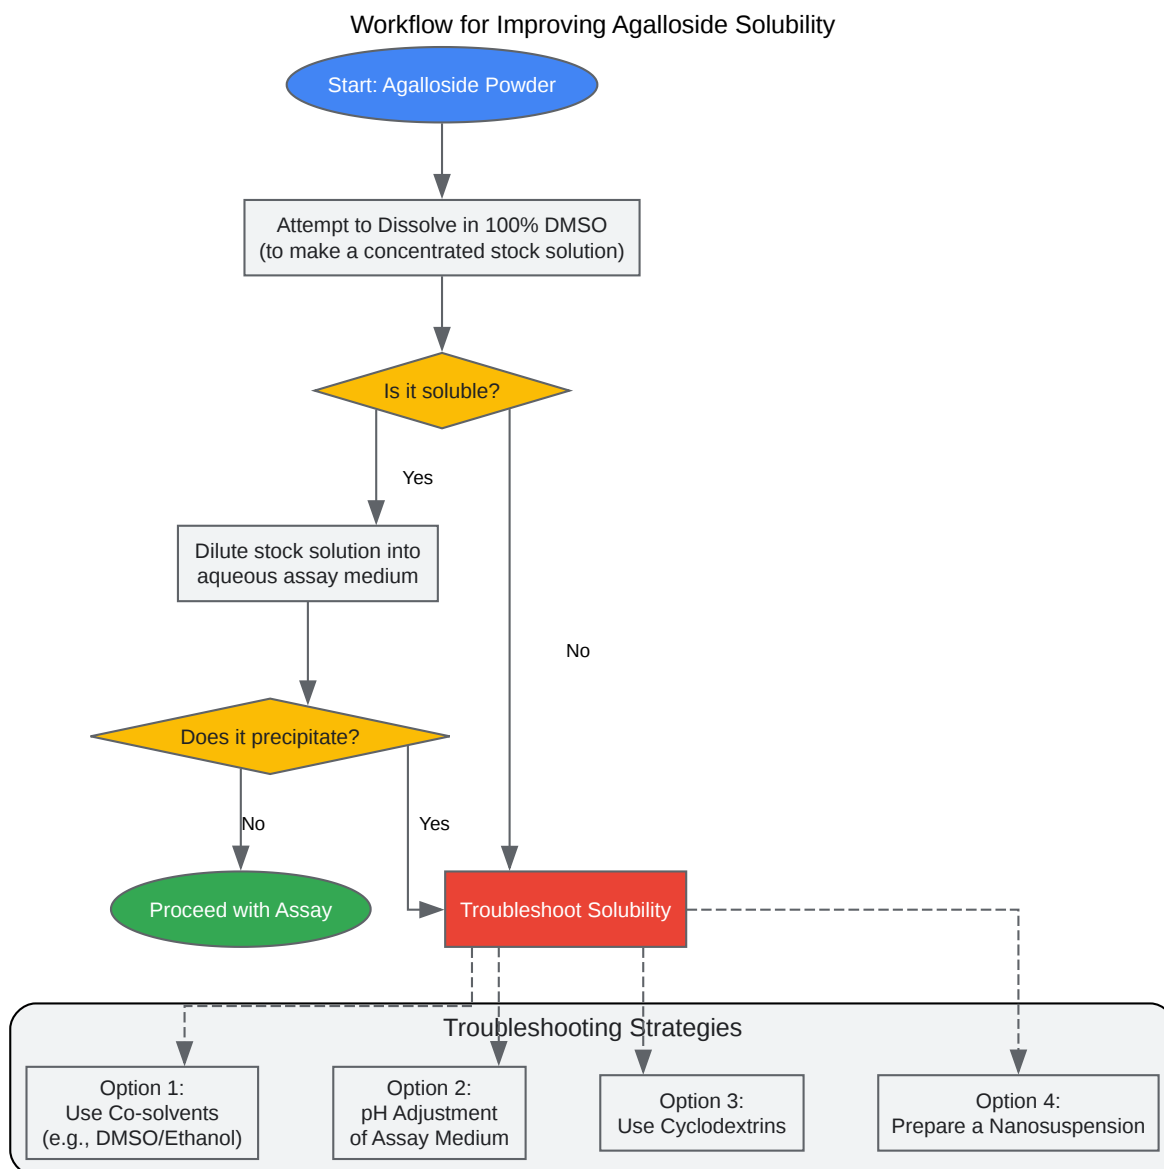 Workflow for Improving Agalloside Solubility
Start: Agalloside Powder
Attempt to Dissolve in 100% DMSO
(to make a concentrated stock solution)
Is it soluble?
Yes
Dilute stock solution into
aqueous assay medium
No
Does it precipitate?
No
Yes
Proceed with Assay
Troubleshoot Solubility
Troubleshooting Strategies
Option 1:
Use Co-solvents
(e.g., DMSO/Ethanol)
Option 2:
pH Adjustment
of Assay Medium
Option 3:
Use Cyclodextrins
Option 4:
Prepare a Nanosuspension